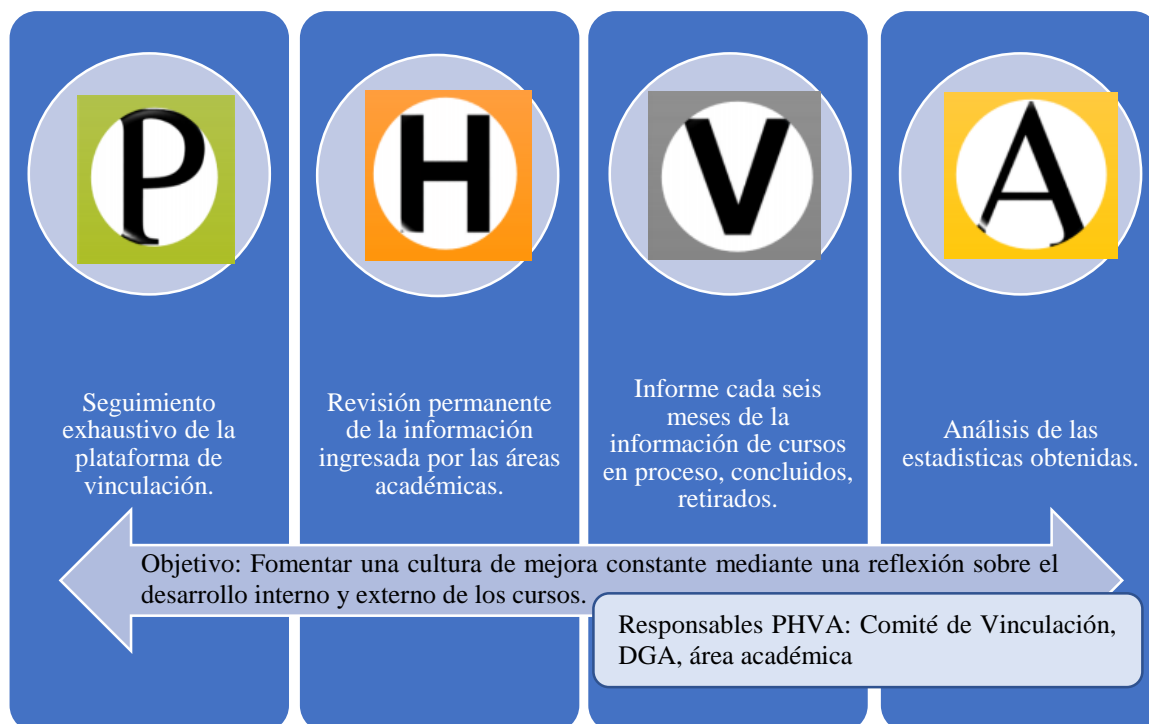 P
H
V
A
Seguimiento
exhaustivo de la
plataforma de
vinculación.
Revisión permanente
de la información
ingresada por las áreas
académicas.
Informe cada seis
meses de la
información de cursos
en proceso, concluidos,
retirados.
Análisis de las
estadisticas obtenidas.
Objetivo: Fomentar una cultura de mejora constante mediante una reflexión sobre el
desarrollo interno y externo de los cursos.
Responsables PHVA: Comité de Vinculación,
DGA, área académica